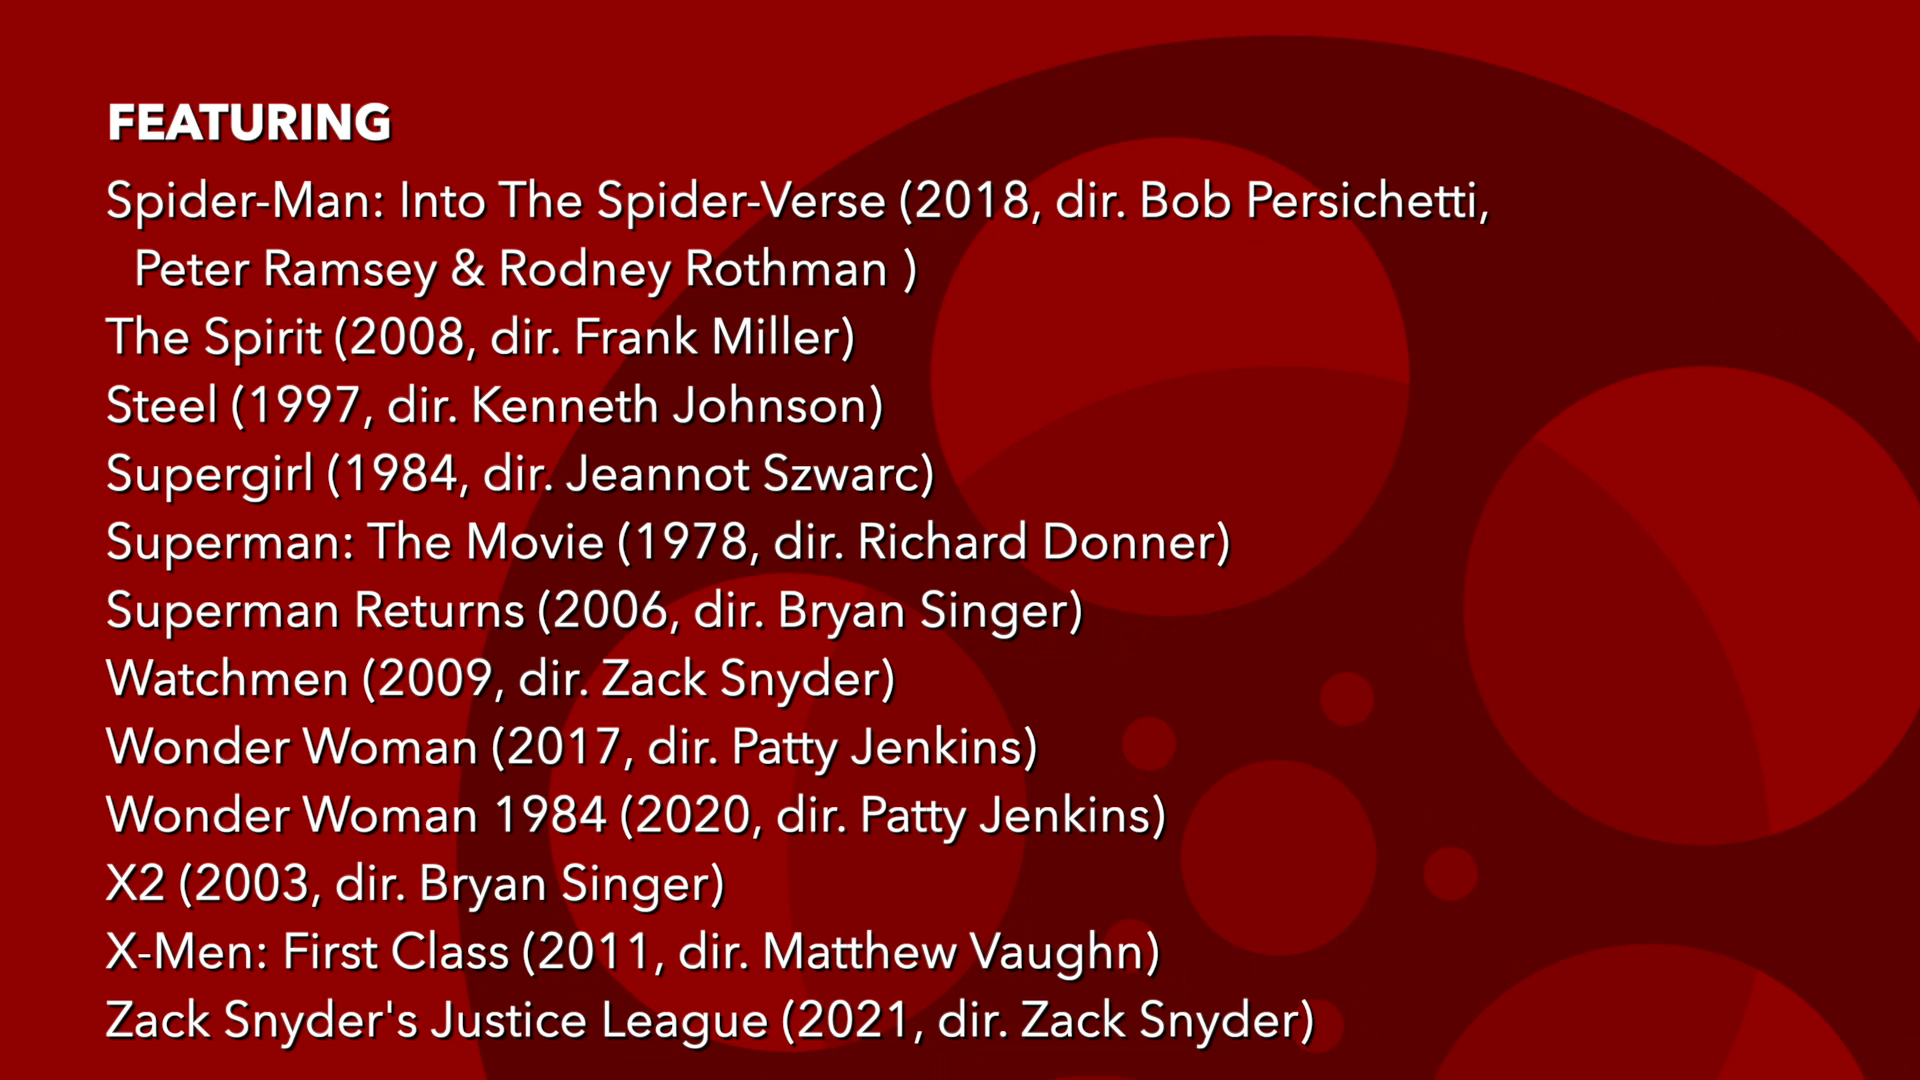 FEATURING
Spider-Man: Into The Spider-Verse (2018, dir. Bob Persichetti,
Peter Ramsey & Rodney Rothman )
The Spirit (2008, dir. Frank Miller)
Steel (1997, dir. Kenneth Johnson)
Supergirl (1984, dir. Jeannot Szwarc)
Superman: The Movie (1978, dir. Richard Donner)
Superman Returns (2006, dir. Bryan Singer)
Watchmen (2009, dir. Zack Snyder)
Wonder Woman (2017, dir. Patty Jenkins)
Wonder Woman 1984 (2020, dir. Patty Jenkins)
X2 (2003, dir. Bryan Singer)
X-Men: First Class (2011, dir. Matthew Vaughn)
Zack Snyder's Justice League (2021, dir. Zack Snyder)